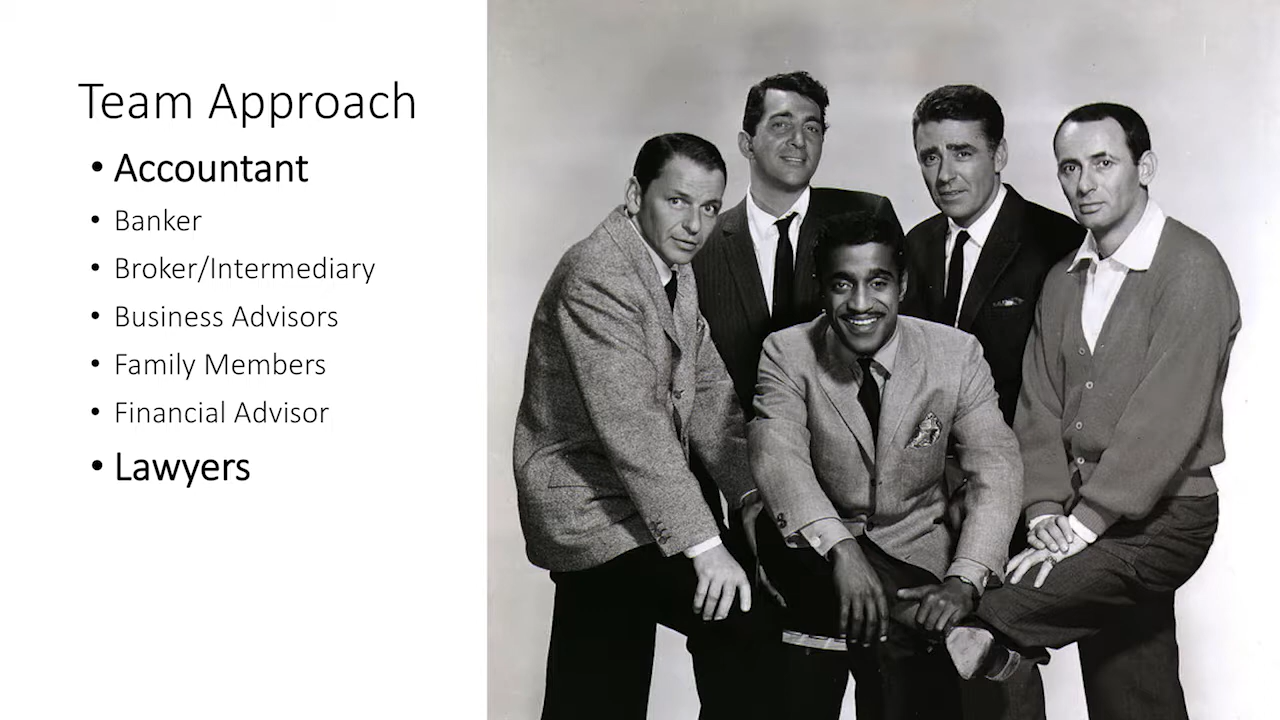 Team Approach
• Accountant
• Banker
• Broker/Intermediary
• Business Advisors
• Family Members
• Financial Advisor
• Lawyers